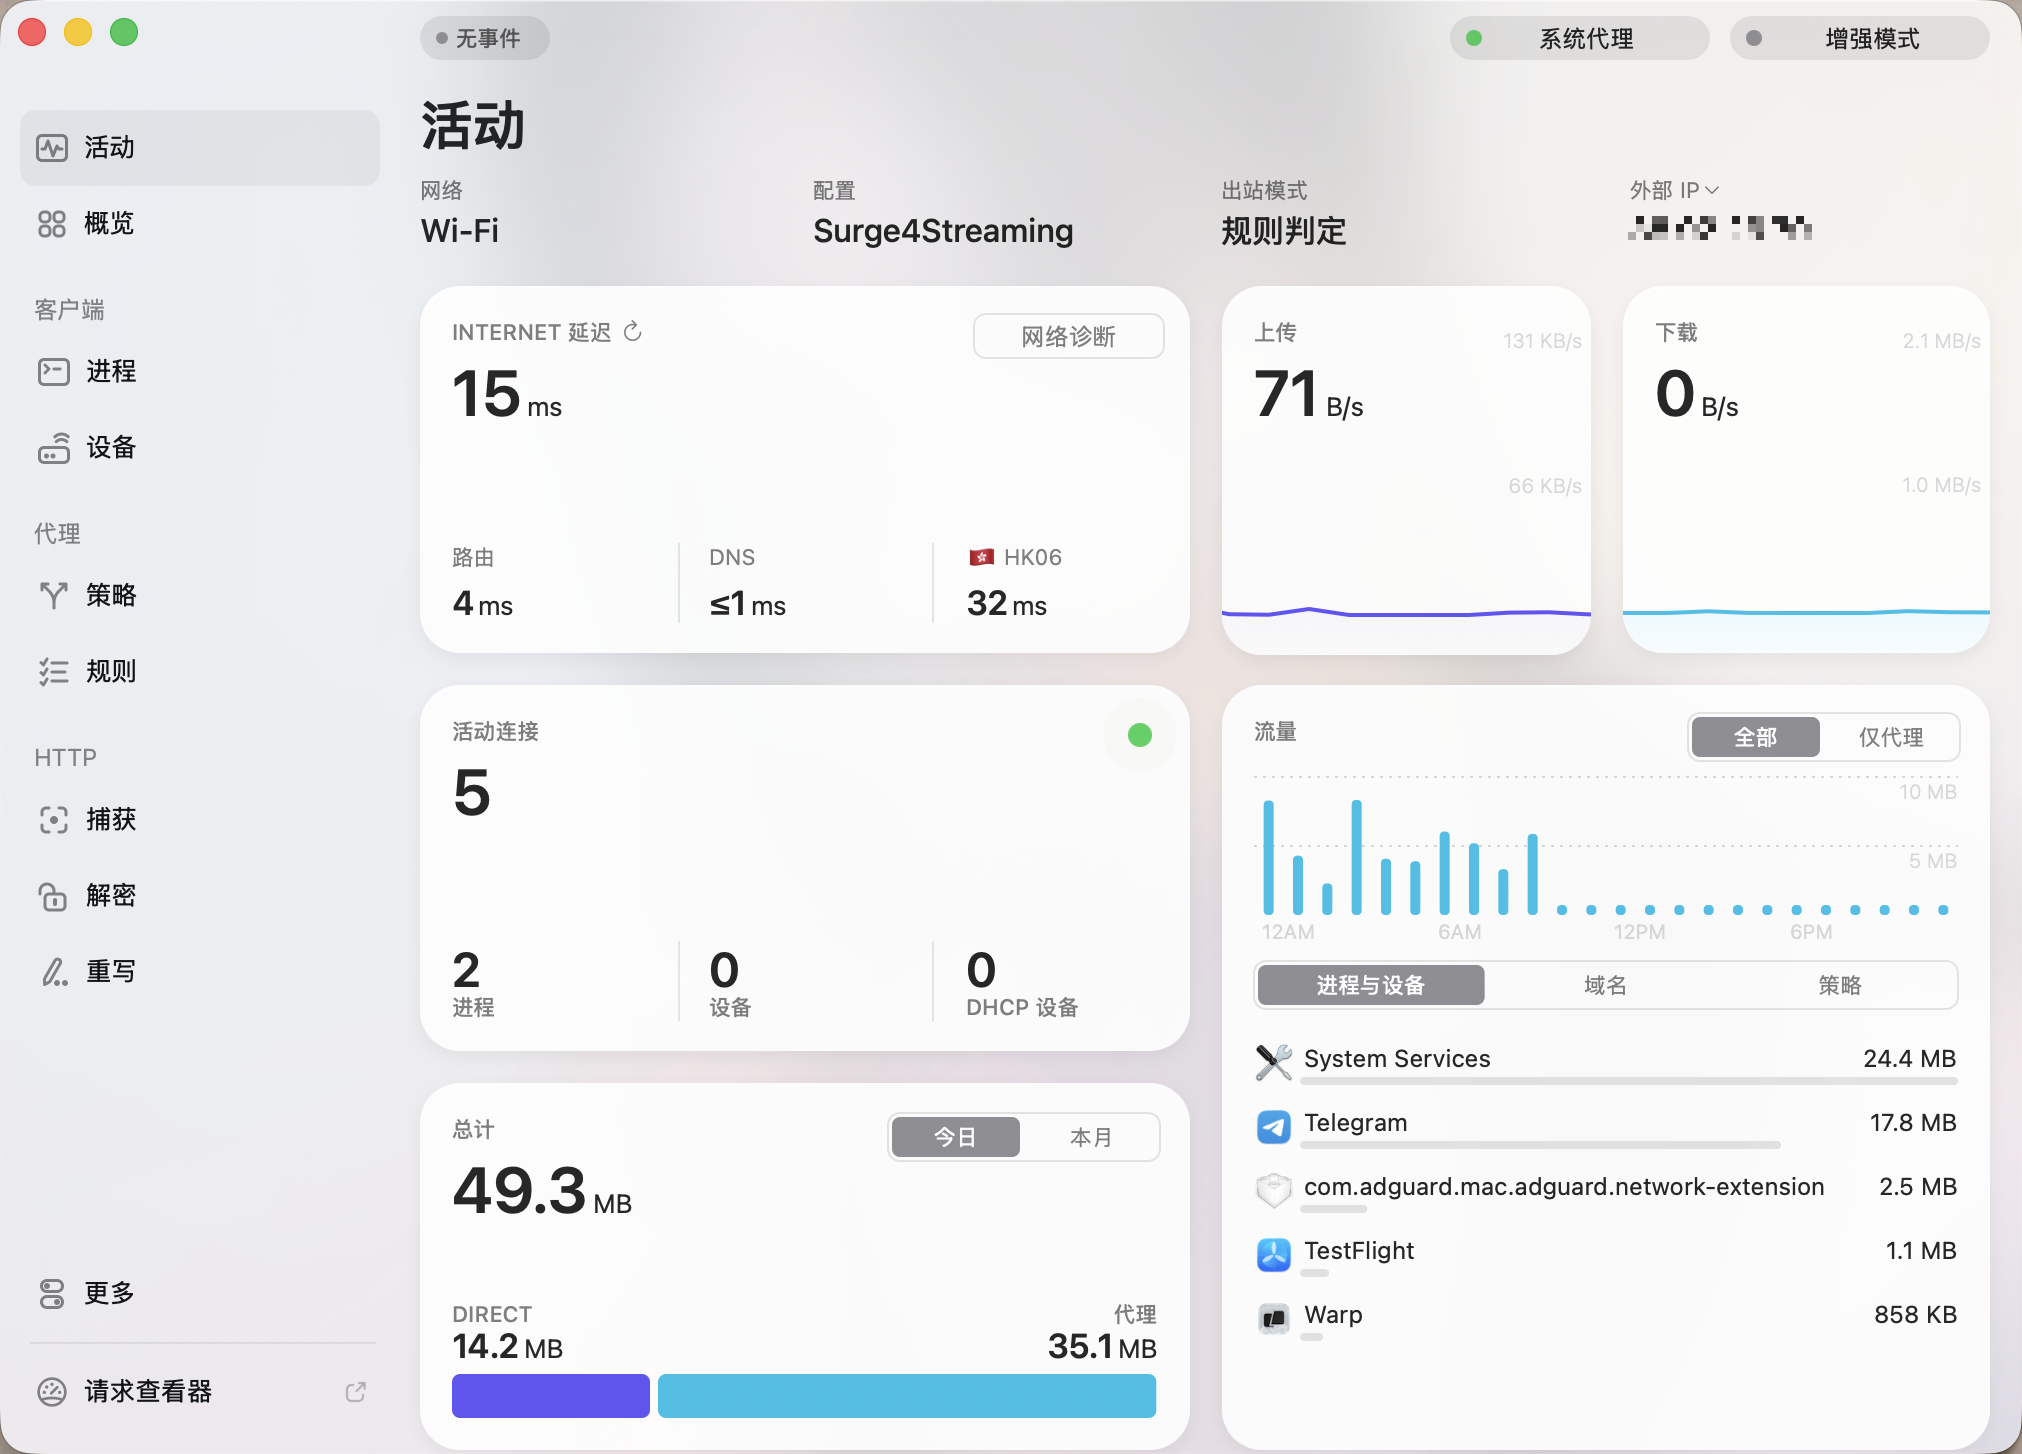 无事件
系统代理
增强模式
活动
概览
客户端
进程
设备
代理
策略
规则
HTTP
捕获
解密
重写
更多
请求查看器
活动
网络
Wi-Fi
配置
Surge4Streaming
出站模式
规则判定
外部 IP
INTERNET 延迟
网络诊断
15 ms
路由
4 ms
DNS
≤1 ms
🇭🇰 HK06
32 ms
上传
131 KB/s
71 B/s
66 KB/s
下载
2.1 MB/s
0 B/s
1.0 MB/s
活动连接
5
2
进程
0
设备
0
DHCP 设备
总计
今日
本月
49.3 MB
DIRECT
14.2 MB
代理
35.1 MB
流量
全部
仅代理
10 MB
5 MB
12AM 6AM 12PM 6PM
进程与设备
域名
策略
System Services 24.4 MB
Telegram 17.8 MB
com.adguard.mac.adguard.network-extension 2.5 MB
TestFlight 1.1 MB
Warp 858 KB